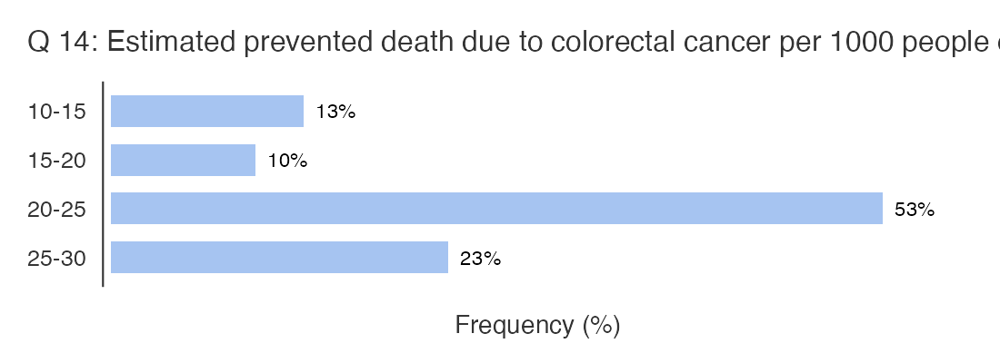 Q 14: Estimated prevented death due to colorectal cancer per 1000 people
10-15 13%
15-20 10%
20-25 53%
25-30 23%
Frequency (%)